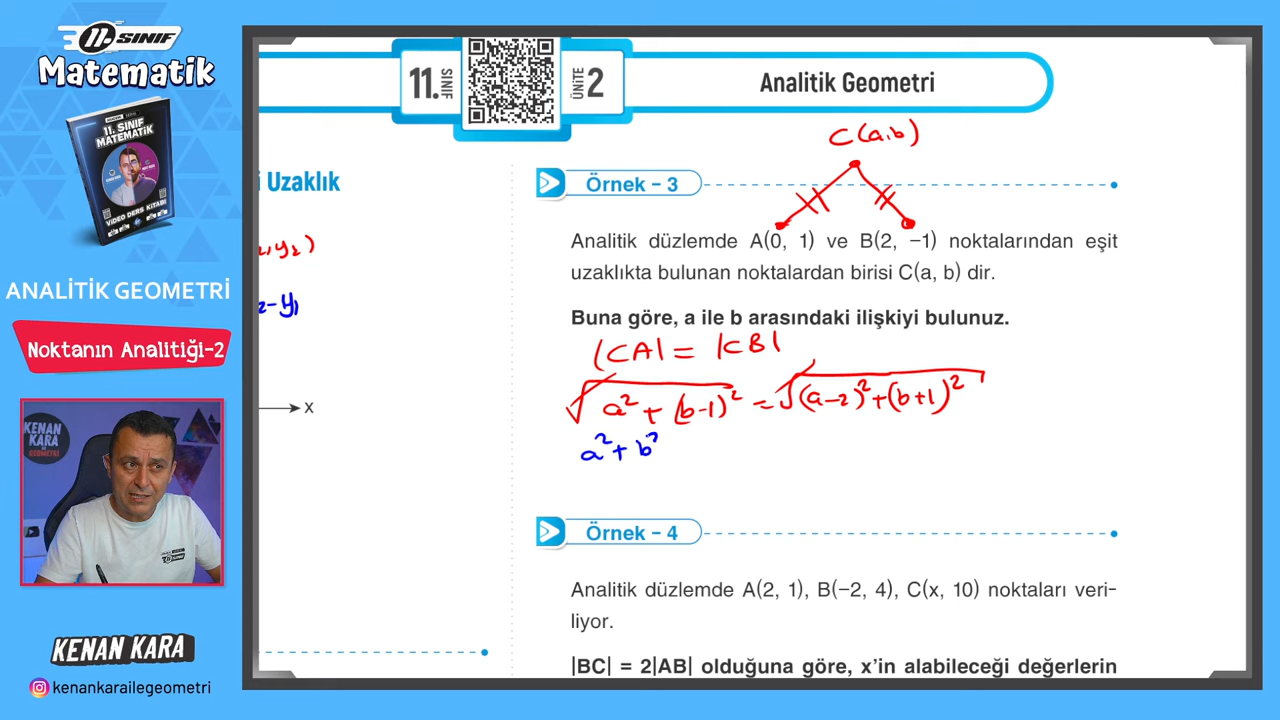 11. SINIF
Matematik
11. SINIF
MATEMATİK
VİDEO DERS KİTABI
ANALİTİK GEOMETRİ
Noktanın Analitiği-2
KENAN
KARA
GEOMETRI
KENAN KARA
kenankarailegeometri
11. SINIF
ÜNİTE 2
Analitik Geometri
i Uzaklık
, y₂)
2-y₁
x
C(a,b)
Örnek – 3
Analitik düzlemde A(0, 1) ve B(2, –1) noktalarından eşit
uzaklıkta bulunan noktalardan birisi C(a, b) dir.
Buna göre, a ile b arasındaki ilişkiyi bulunuz.
|CA| = |CB|
√a² + (b-1)² = √(a-2)² + (b+1)²
a² + b²
Örnek – 4
Analitik düzlemde A(2, 1), B(–2, 4), C(x, 10) noktaları veri-
liyor.
|BC| = 2|AB| olduğuna göre, x'in alabileceği değerlerin